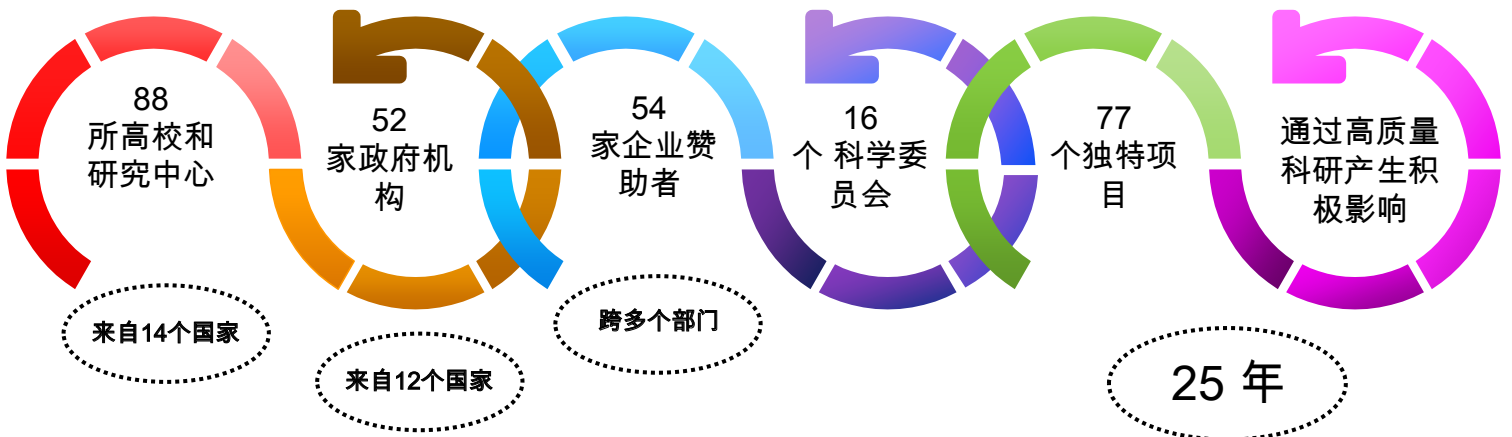 88
所高校和
研究中心
52
家政府机
构
54
家企业赞
助者
16
个 科学委
员会
77
个独特项
目
通过高质量
科研产生积
极影响
来自14个国家
来自12个国家
跨多个部门
25 年